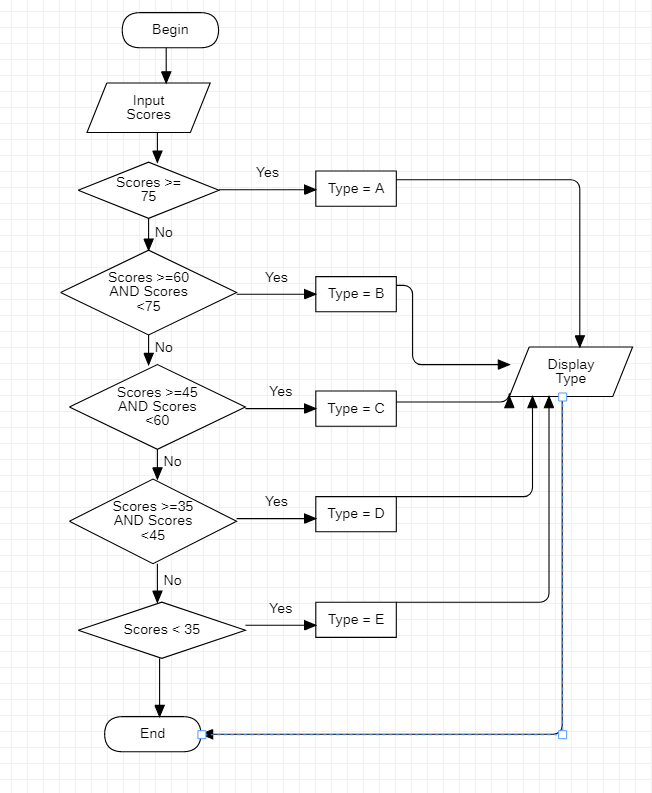 Begin
Input
Scores
Scores >=
75
Yes
Type = A
No
Scores >=60
AND Scores
<75
Yes
Type = B
No
Display
Type
Scores >=45
AND Scores
<60
Yes
Type = C
No
Scores >=35
AND Scores
<45
Yes
Type = D
No
Scores < 35
Yes
Type = E
End